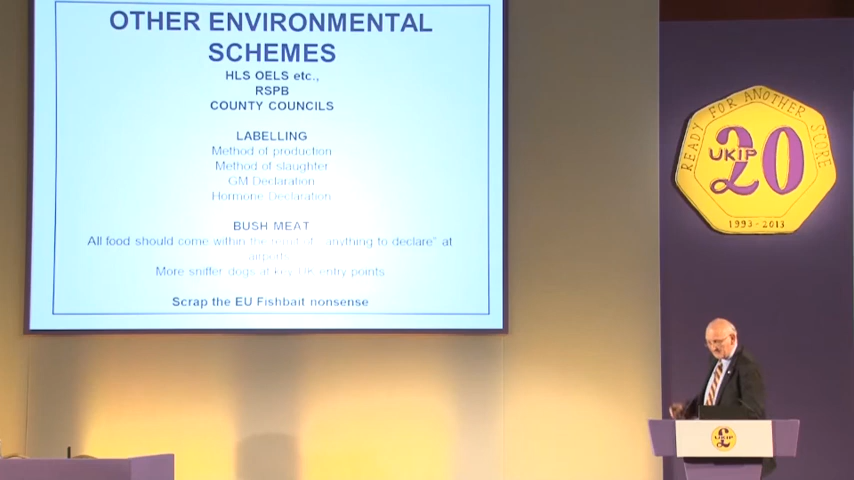 OTHER ENVIRONMENTAL
SCHEMES
HLS OELS etc.,
RSPB
COUNTY COUNCILS
LABELLING
Method of production
Method of slaughter
GM Declaration
Hormone Declaration
BUSH MEAT
All food should come within the remit of "anything to declare" at
airports
More sniffer dogs at key UK entry points
Scrap the EU Fishbait nonsense
READY FOR ANOTHER SCORE
UKIP
20
1993-2013
UKIP
£